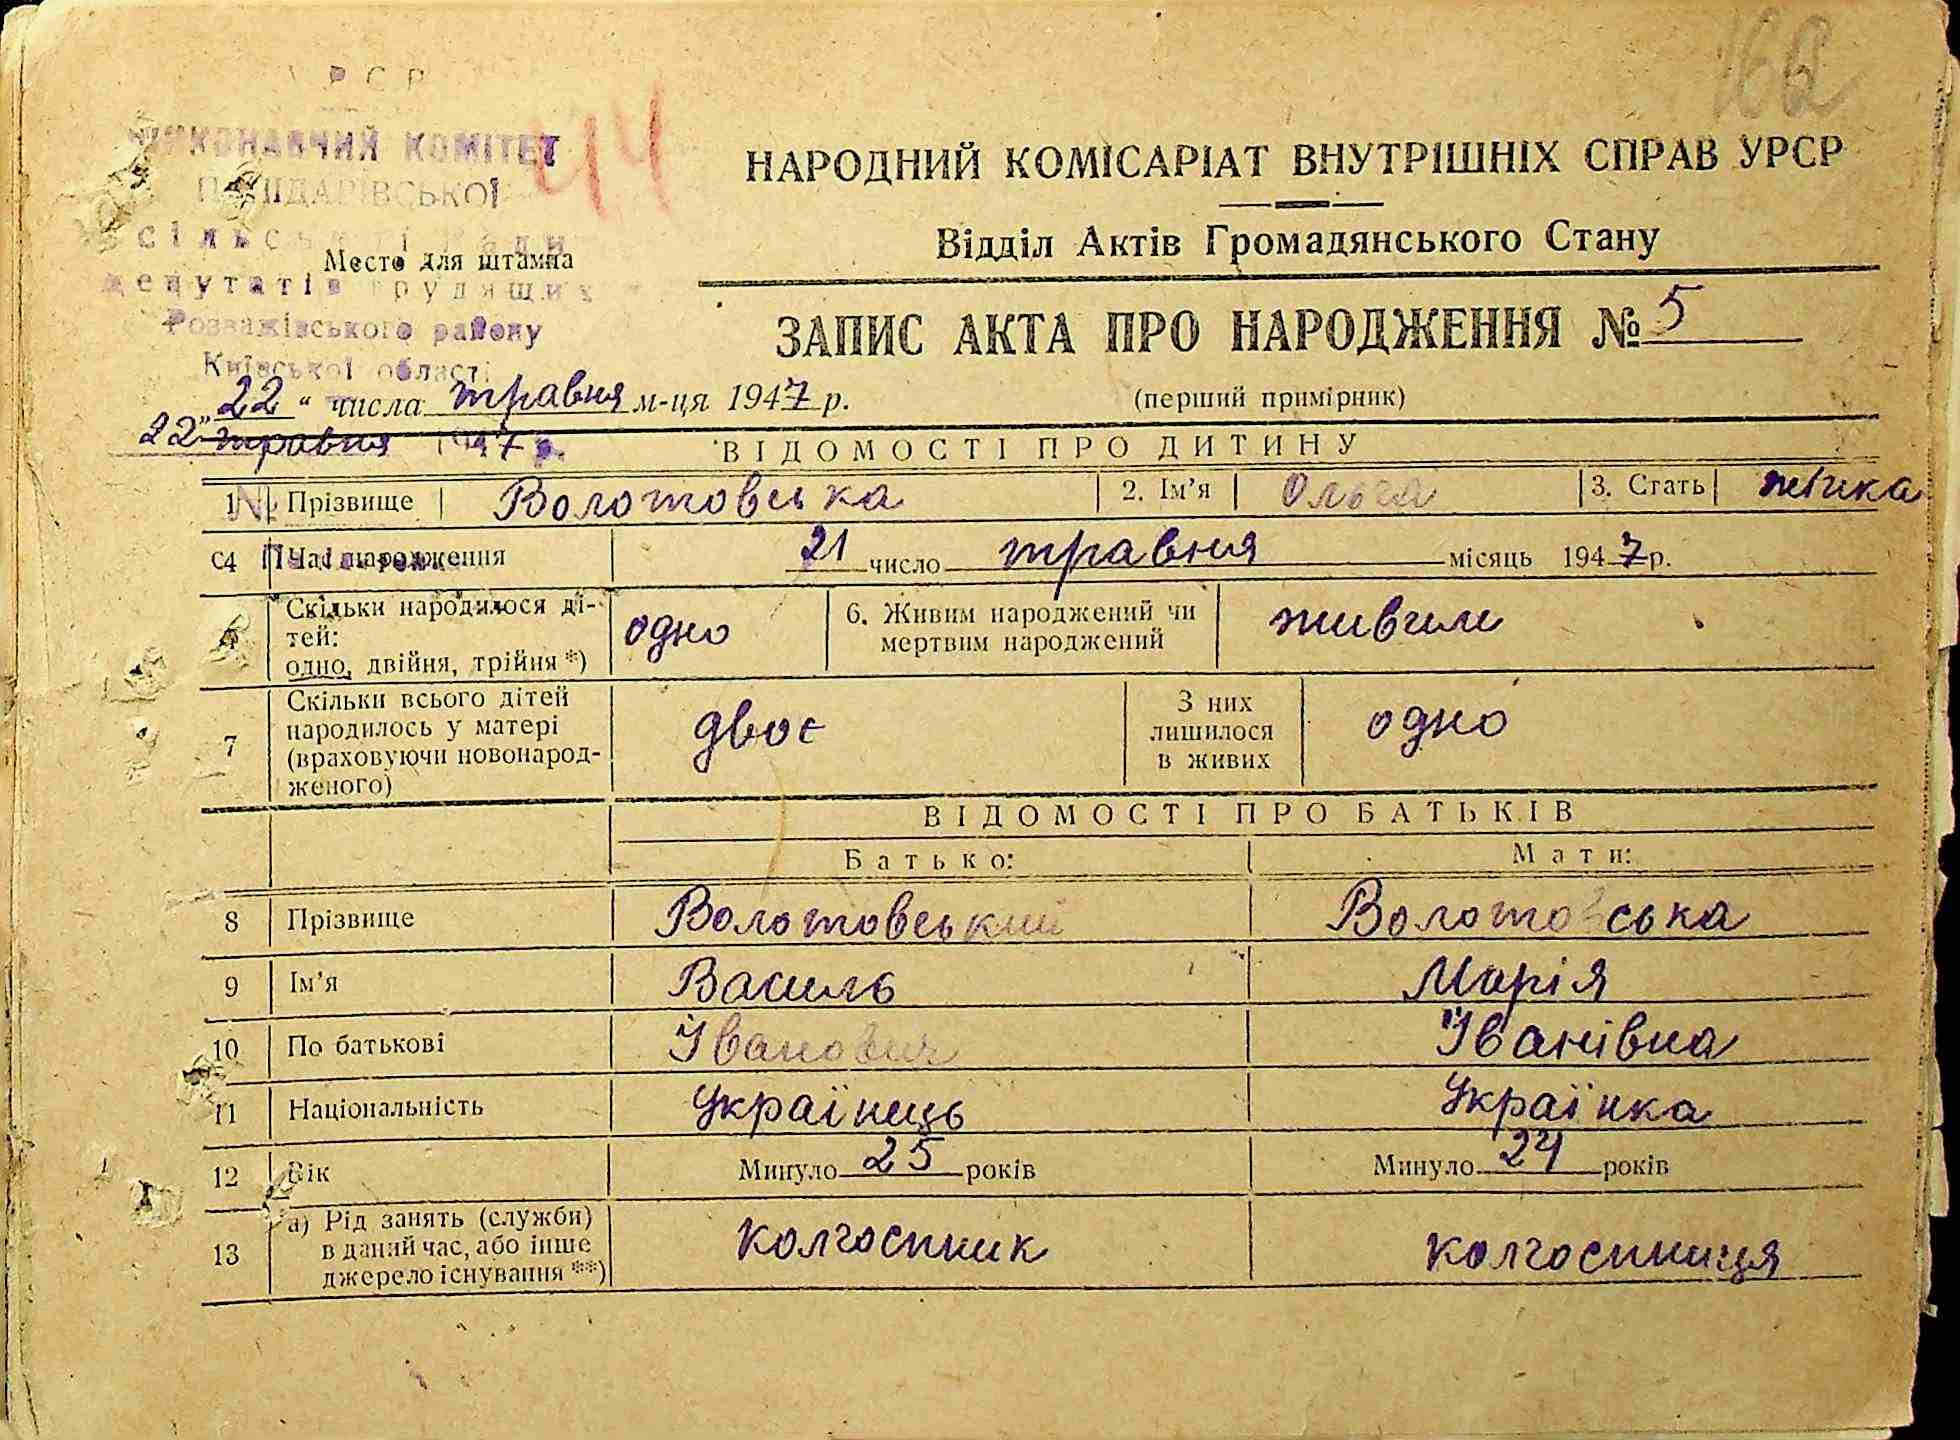 УРСР
ВИКОНАВЧИЙ КОМІТЕТ
сільської ради
депутатів трудящих
Розважівського району
Київської області
Место для штампа
44
162
НАРОДНИЙ КОМІСАРІАТ ВНУТРІШНІХ СПРАВ УРСР
Відділ Актів Громадянського Стану
ЗАПИС АКТА ПРО НАРОДЖЕННЯ № 5
(перший примірник)
"22" числа травня м-ця 1947 р.
22" травня 1947 р.
ВІДОМОСТІ ПРО ДИТИНУ
1 Прізвище Волотовська 2. Ім'я Ольга 3. Стать жінка
4 Час народження 21 число травня місяць 1947 р.
5 Скільки народилося ді-
тей:
одно, двійня, трійня *) одно 6. Живим народжений чи
мертвим народжений живим
7 Скільки всього дітей
народилось у матері
(враховуючи новонарод-
женого) двоє З них
лишилося
в живих одно
ВІДОМОСТІ ПРО БАТЬКІВ
Батько: Мати:
8 Прізвище Волотовський Волотовська
9 Ім'я Василь Марія
10 По батькові Іванович Іванівна
11 Національність Українець Українка
12 Вік Минуло 25 років Минуло 24 років
13 а) Рід занять (служби)
в даний час, або інше
джерело існування **) колгоспник колгоспниця